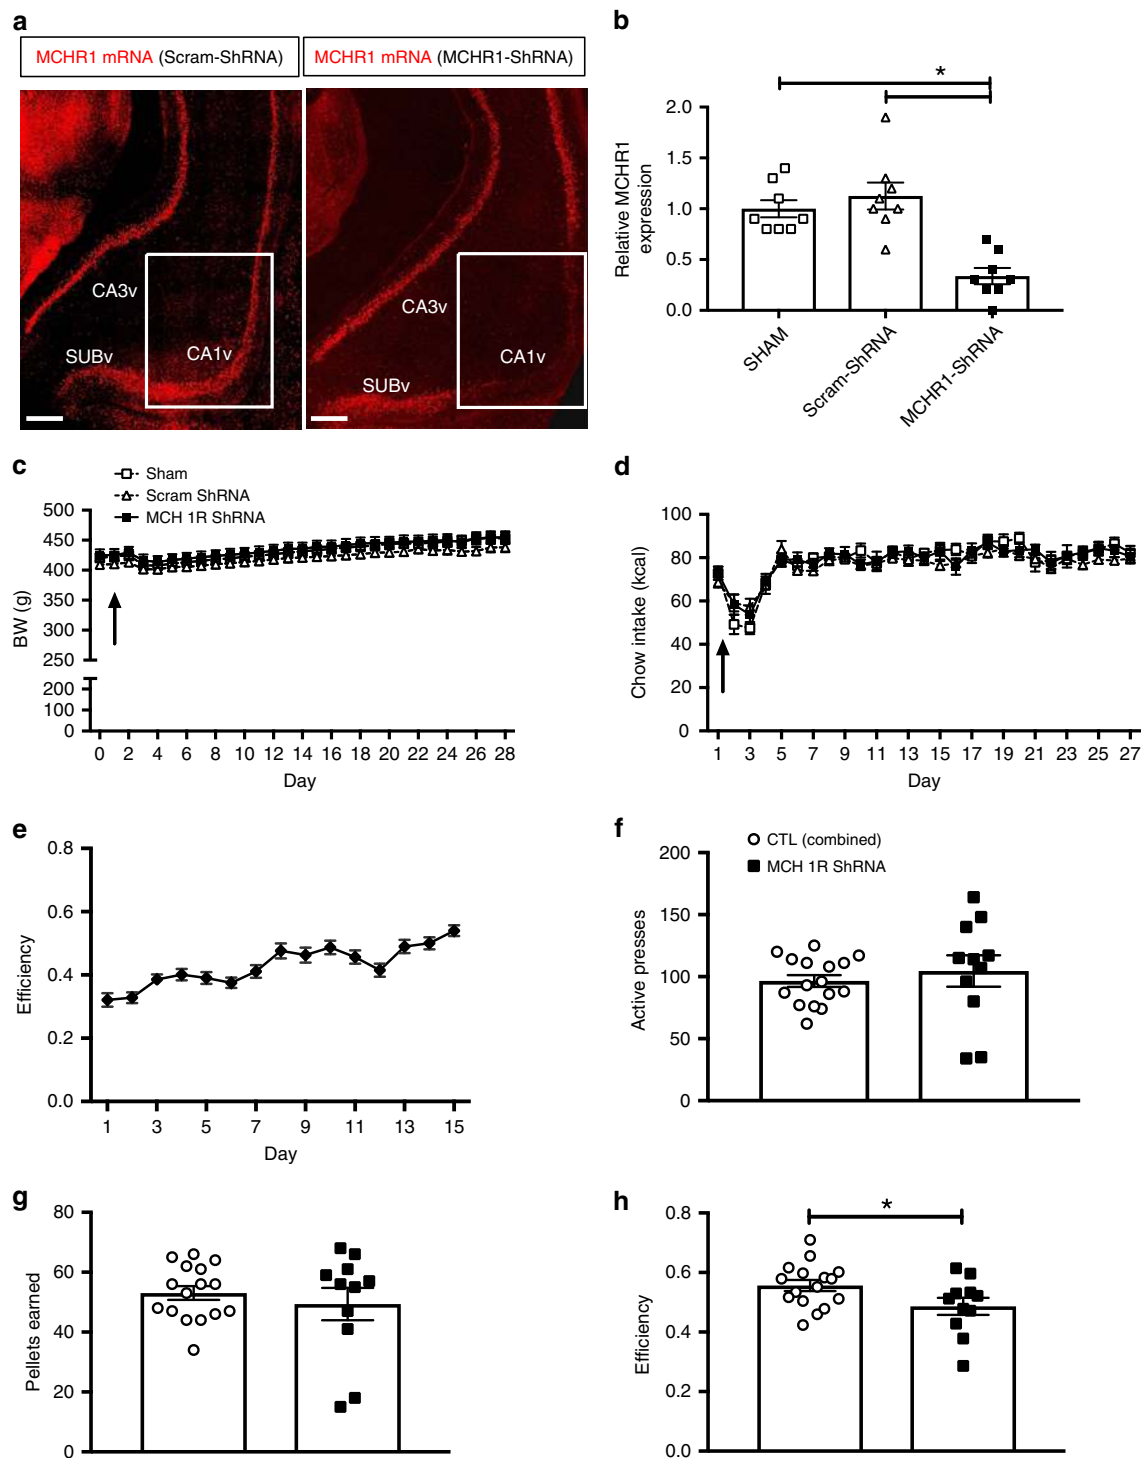 a
MCHR1 mRNA (Scram-ShRNA)
MCHR1 mRNA (MCHR1-ShRNA)
CA3v
SUBv
CA1v
CA3v
CA1v
SUBv
b
*
Relative MCHR1
expression
2.0
1.5
1.0
0.5
0.0
SHAM
Scram-ShRNA
MCHR1-ShRNA
c
Sham
Scram ShRNA
MCH 1R ShRNA
BW (g)
500
450
400
350
300
250
200
100
0
0 2 4 6 8 10 12 14 16 18 20 22 24 26 28
Day
d
Chow intake (kcal)
100
80
60
40
20
0
1 3 5 7 9 11 13 15 17 19 21 23 25 27
Day
e
Efficiency
0.8
0.6
0.4
0.2
0.0
1 3 5 7 9 11 13 15
Day
f
CTL (combined)
MCH 1R ShRNA
Active presses
200
150
100
50
0
g
Pellets earned
80
60
40
20
0
h
*
Efficiency
0.8
0.6
0.4
0.2
0.0